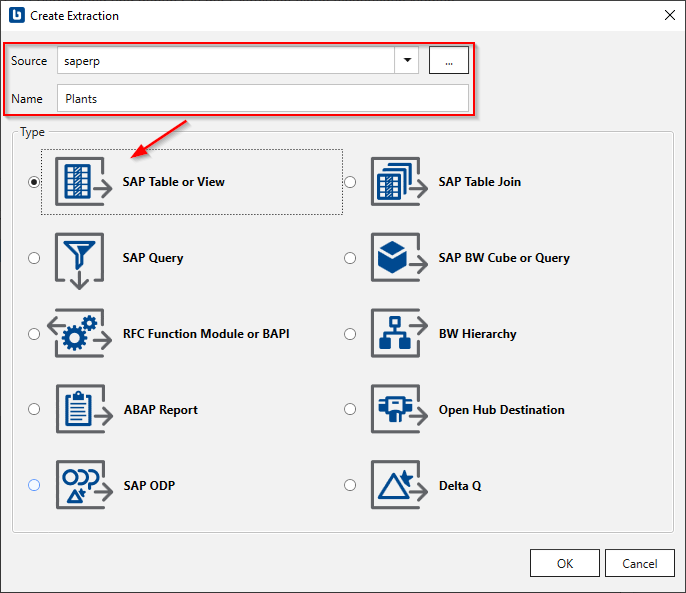 Create Extraction
Source saperp ...
Name Plants
Type
SAP Table or View SAP Table Join
SAP Query SAP BW Cube or Query
RFC Function Module or BAPI BW Hierarchy
ABAP Report Open Hub Destination
SAP ODP Delta Q
OK Cancel